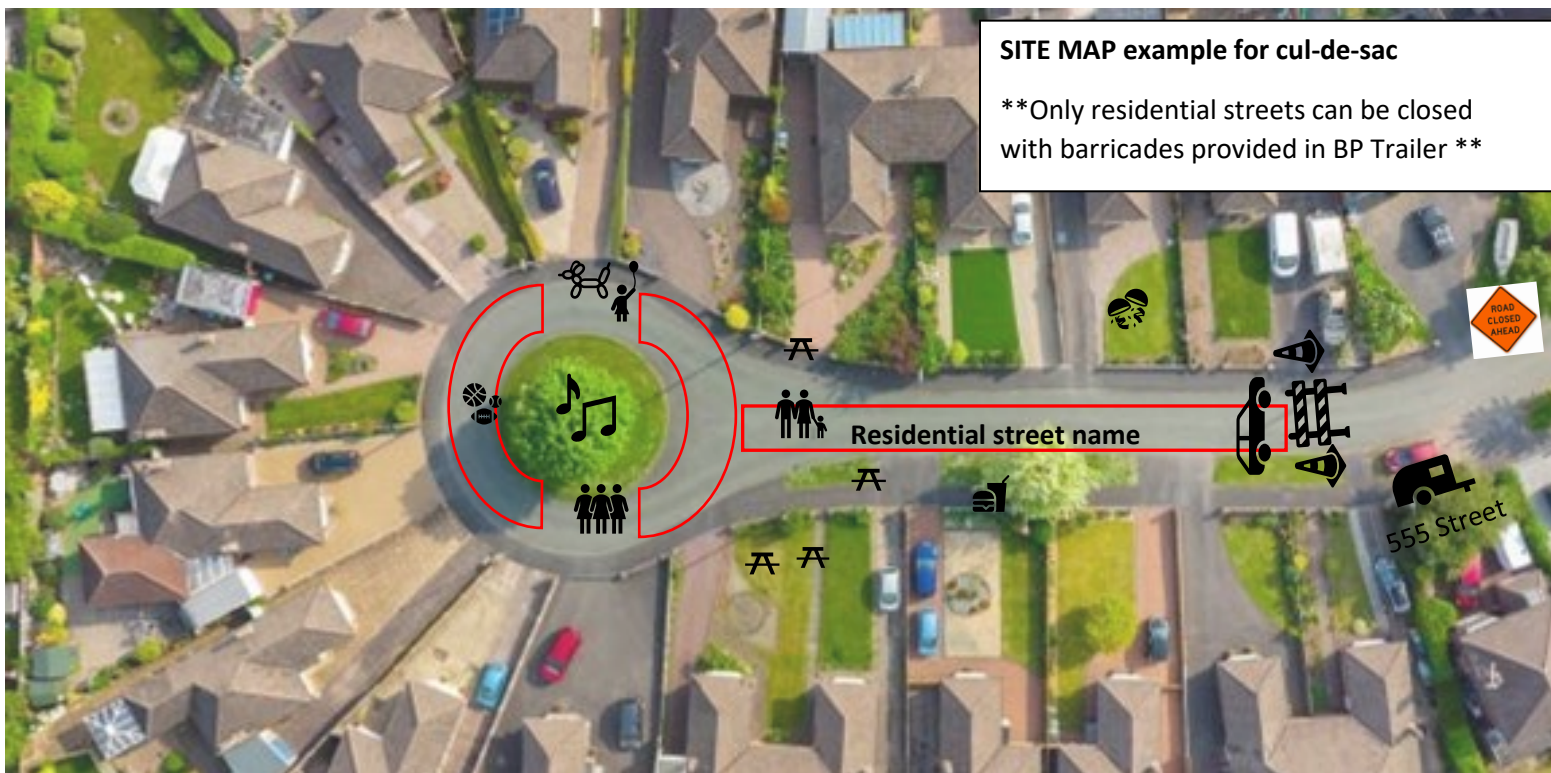 SITE MAP example for cul-de-sac
**Only residential streets can be closed
with barricades provided in BP Trailer **
ROAD
CLOSED
AHEAD
Residential street name
555 Street